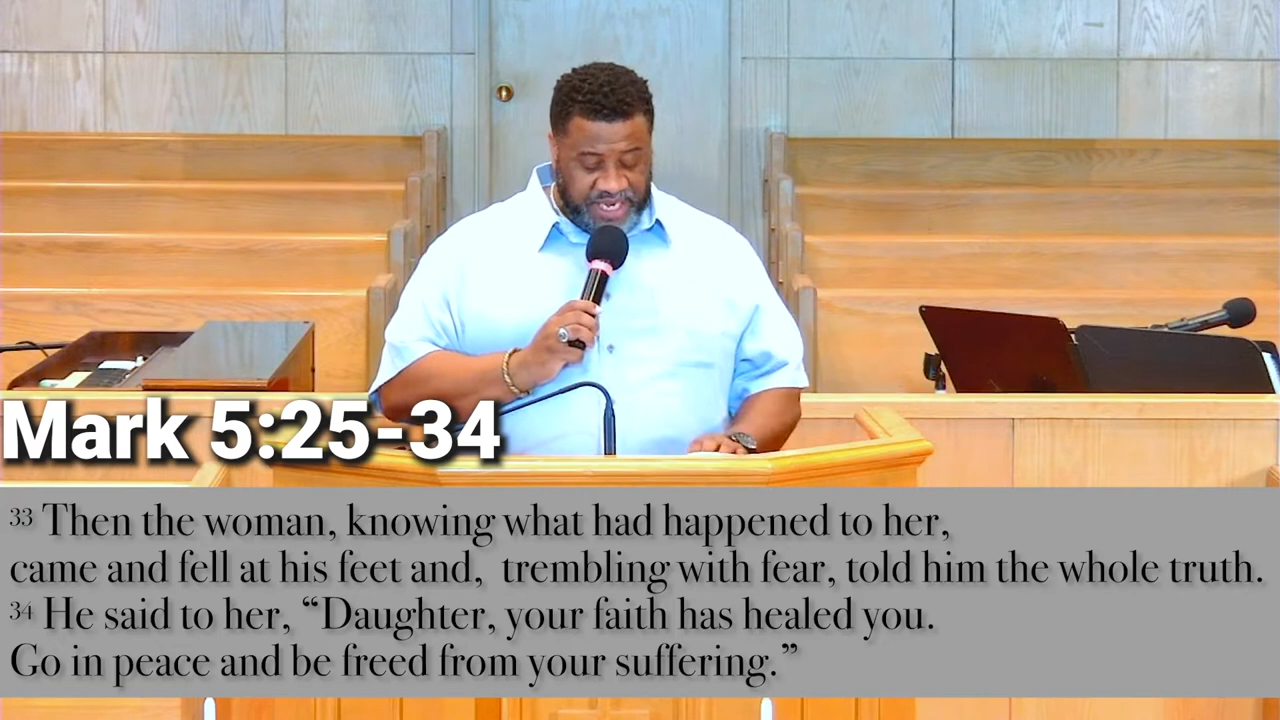 Mark 5:25-34
33 Then the woman, knowing what had happened to her,
came and fell at his feet and, trembling with fear, told him the whole truth.
34 He said to her, “Daughter, your faith has healed you.
Go in peace and be freed from your suffering.”